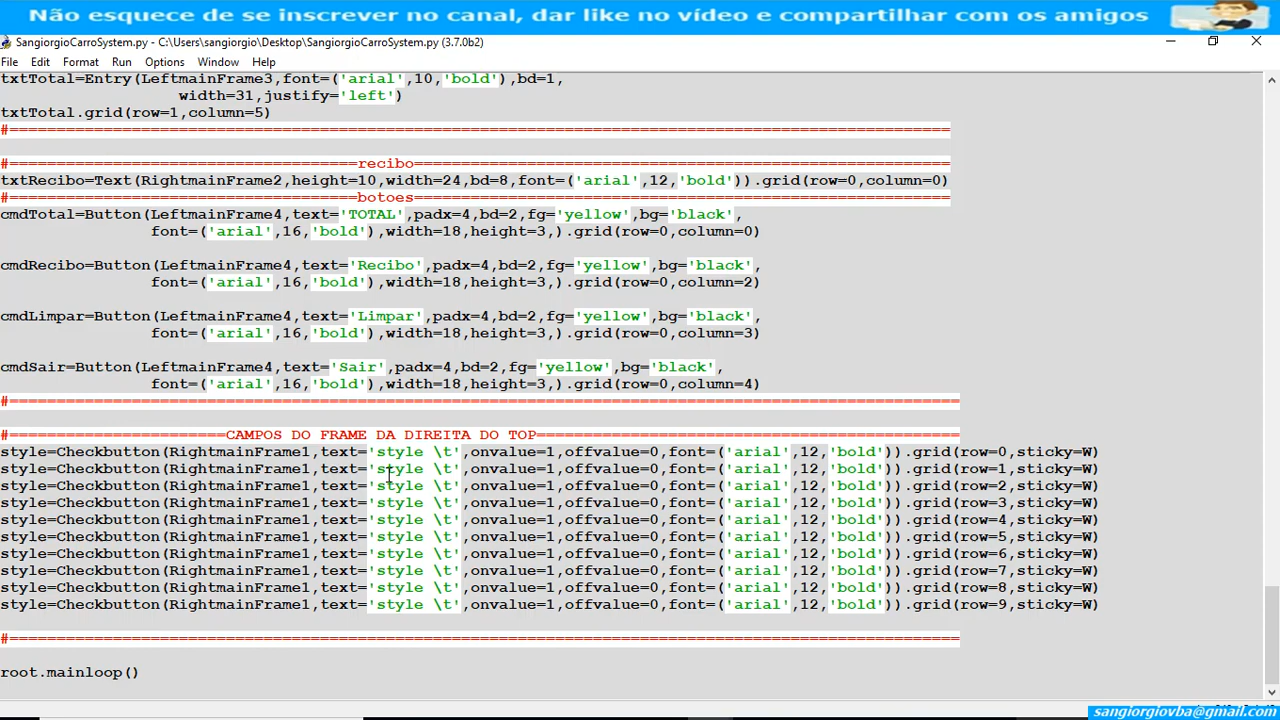 Não esquece de se inscrever no canal, dar like no vídeo e compartilhar com os amigos
SangiorgioCarroSystem.py - C:\Users\sangiorgio\Desktop\SangiorgioCarroSystem.py (3.7.0b2)
File Edit Format Run Options Window Help
txtTotal=Entry(LeftmainFrame3,font=('arial',10,'bold'),bd=1,
width=31,justify='left')
txtTotal.grid(row=1,column=5)
#====================================================================================================
#=====================================recibo=========================================================
txtRecibo=Text(RightmainFrame2,height=10,width=24,bd=8,font=('arial',12,'bold')).grid(row=0,column=0)
#=====================================botoes=========================================================
cmdTotal=Button(LeftmainFrame4,text='TOTAL',padx=4,bd=2,fg='yellow',bg='black',
font=('arial',16,'bold'),width=18,height=3,).grid(row=0,column=0)
cmdRecibo=Button(LeftmainFrame4,text='Recibo',padx=4,bd=2,fg='yellow',bg='black',
font=('arial',16,'bold'),width=18,height=3,).grid(row=0,column=2)
cmdLimpar=Button(LeftmainFrame4,text='Limpar',padx=4,bd=2,fg='yellow',bg='black',
font=('arial',16,'bold'),width=18,height=3,).grid(row=0,column=3)
cmdSair=Button(LeftmainFrame4,text='Sair',padx=4,bd=2,fg='yellow',bg='black',
font=('arial',16,'bold'),width=18,height=3,).grid(row=0,column=4)
#=====================================================================================================
#=======================CAMPOS DO FRAME DA DIREITA DO TOP=============================================
style=Checkbutton(RightmainFrame1,text='style \t',onvalue=1,offvalue=0,font=('arial',12,'bold')).grid(row=0,sticky=W)
style=Checkbutton(RightmainFrame1,text='style \t',onvalue=1,offvalue=0,font=('arial',12,'bold')).grid(row=1,sticky=W)
style=Checkbutton(RightmainFrame1,text='style \t',onvalue=1,offvalue=0,font=('arial',12,'bold')).grid(row=2,sticky=W)
style=Checkbutton(RightmainFrame1,text='style \t',onvalue=1,offvalue=0,font=('arial',12,'bold')).grid(row=3,sticky=W)
style=Checkbutton(RightmainFrame1,text='style \t',onvalue=1,offvalue=0,font=('arial',12,'bold')).grid(row=4,sticky=W)
style=Checkbutton(RightmainFrame1,text='style \t',onvalue=1,offvalue=0,font=('arial',12,'bold')).grid(row=5,sticky=W)
style=Checkbutton(RightmainFrame1,text='style \t',onvalue=1,offvalue=0,font=('arial',12,'bold')).grid(row=6,sticky=W)
style=Checkbutton(RightmainFrame1,text='style \t',onvalue=1,offvalue=0,font=('arial',12,'bold')).grid(row=7,sticky=W)
style=Checkbutton(RightmainFrame1,text='style \t',onvalue=1,offvalue=0,font=('arial',12,'bold')).grid(row=8,sticky=W)
style=Checkbutton(RightmainFrame1,text='style \t',onvalue=1,offvalue=0,font=('arial',12,'bold')).grid(row=9,sticky=W)
#=====================================================================================================
root.mainloop()
sangiorgiovba@gmail.com